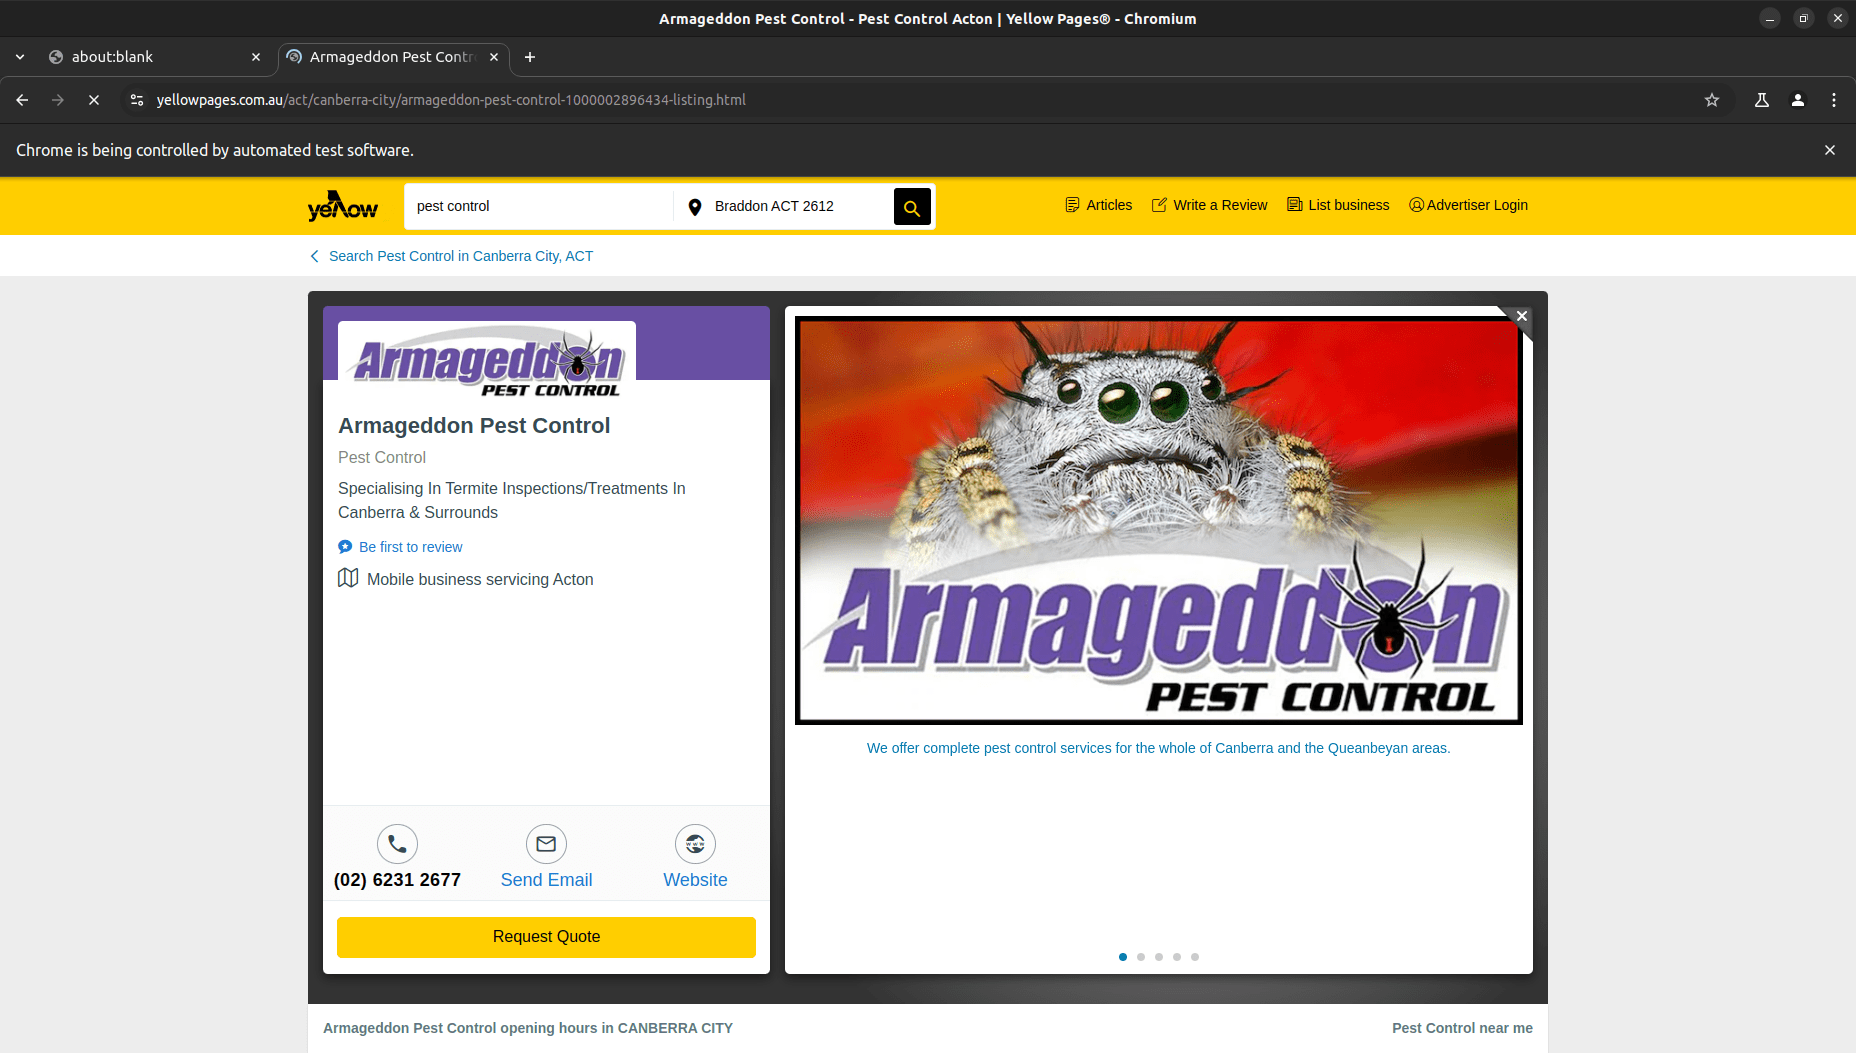 Armageddon Pest Control - Pest Control Acton | Yellow Pages® - Chromium
about:blank
Armageddon Pest Contr
yellowpages.com.au/act/canberra-city/armageddon-pest-control-1000002896434-listing.html
Chrome is being controlled by automated test software.
yellow
pest control
Braddon ACT 2612
Articles
Write a Review
List business
Advertiser Login
Search Pest Control in Canberra City, ACT
Armageddon
PEST CONTROL
Armageddon Pest Control
Pest Control
Specialising In Termite Inspections/Treatments In
Canberra & Surrounds
Be first to review
Mobile business servicing Acton
(02) 6231 2677
Send Email
Website
Request Quote
Armageddon
PEST CONTROL
We offer complete pest control services for the whole of Canberra and the Queanbeyan areas.
Armageddon Pest Control opening hours in CANBERRA CITY
Pest Control near me